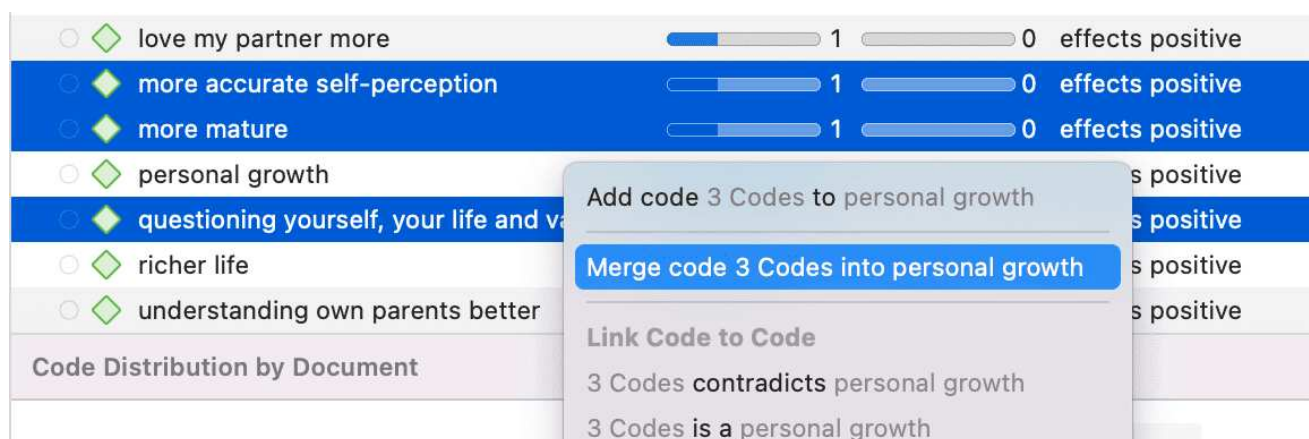 love my partner more 1 0 effects positive
more accurate self-perception 1 0 effects positive
more mature 1 0 effects positive
personal growth s positive
Add code 3 Codes to personal growth
questioning yourself, your life and s positive
Merge code 3 Codes into personal growth
richer life s positive
understanding own parents better s positive
Link Code to Code
Code Distribution by Document
3 Codes contradicts personal growth
3 Codes is a personal growth